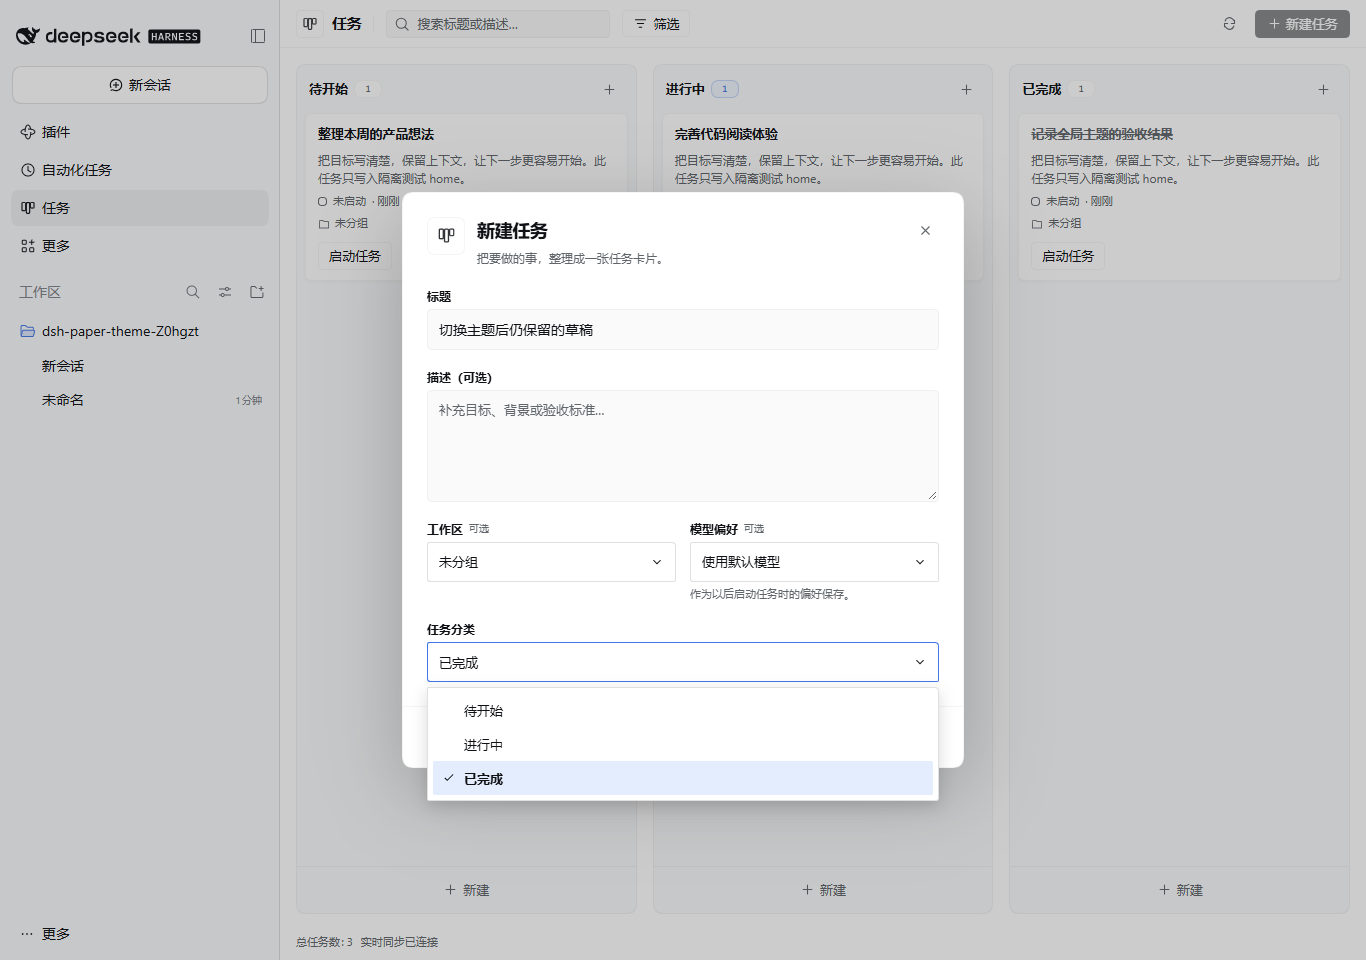 deepseek HARNESS
新会话
插件
自动化任务
任务
更多
工作区
dsh-paper-theme-Z0hgzt
新会话
未命名 1分钟
更多
任务
搜索标题或描述...
筛选
新建任务
待开始 1
整理本周的产品想法
把目标写清楚，保留上下文，让下一步更容易开始。此
任务只写入隔离测试 home。
未启动 · 刚刚
未分组
启动任务
新建
进行中 1
完善代码阅读体验
把目标写清楚，保留上下文，让下一步更容易开始。此
任务只写入隔离测试 home。
新建
已完成 1
记录全局主题的验收结果
把目标写清楚，保留上下文，让下一步更容易开始。此
任务只写入隔离测试 home。
未启动 · 刚刚
未分组
启动任务
新建
新建任务
把要做的事，整理成一张任务卡片。
标题
切换主题后仍保留的草稿
描述（可选）
补充目标、背景或验收标准...
工作区 可选
未分组
模型偏好 可选
使用默认模型
作为以后启动任务时的偏好保存。
任务分类
已完成
待开始
进行中
已完成
总任务数: 3 实时同步已连接